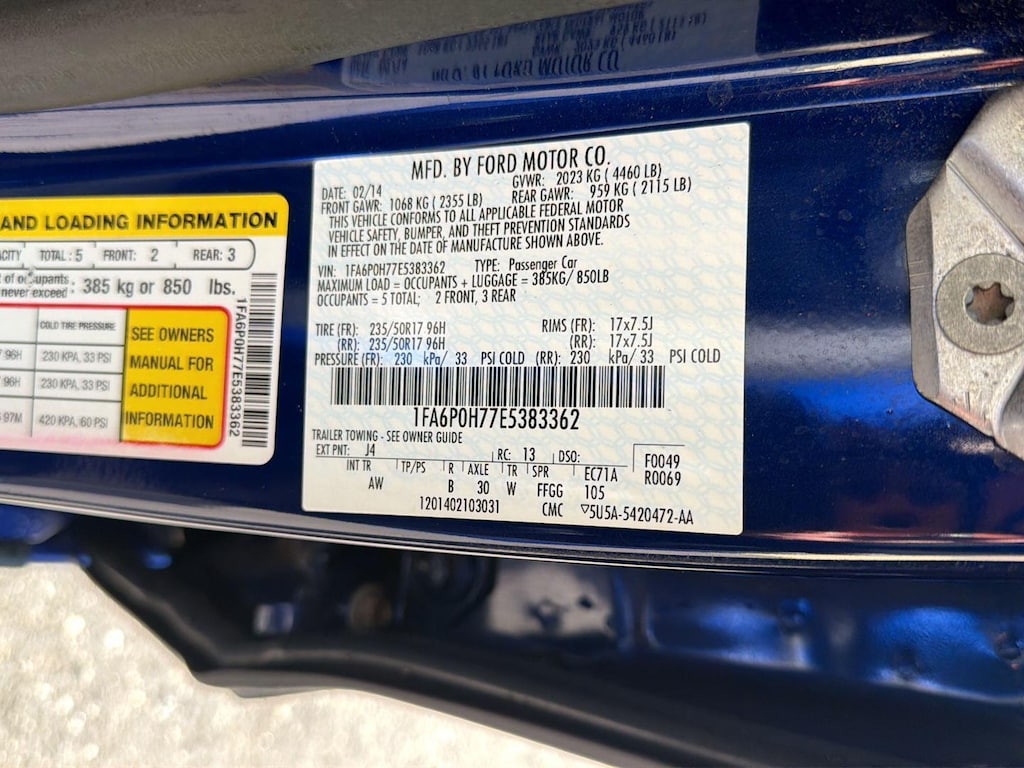 MFD. BY FORD MOTOR CO.
DATE: 02/14 GVWR: 2023 KG ( 4460 LB)
FRONT GAWR: 1068 KG ( 2355 LB) REAR GAWR: 959 KG ( 2115 LB)
THIS VEHICLE CONFORMS TO ALL APPLICABLE FEDERAL MOTOR
VEHICLE SAFETY, BUMPER, AND THEFT PREVENTION STANDARDS
IN EFFECT ON THE DATE OF MANUFACTURE SHOWN ABOVE.
VIN: 1FA6P0H77E5383362 TYPE: Passenger Car
MAXIMUM LOAD = OCCUPANTS + LUGGAGE = 385KG/ 850LB
OCCUPANTS = 5 TOTAL; 2 FRONT, 3 REAR
TIRE (FR): 235/50R17 96H RIMS (FR): 17x7.5J
(RR): 235/50R17 96H (RR): 17x7.5J
PRESSURE (FR): 230 kPa/ 33 PSI COLD (RR): 230 kPa/ 33 PSI COLD
1FA6P0H77E5383362
TRAILER TOWING - SEE OWNER GUIDE
EXT PNT: J4 RC: 13 DSO: F0049
R0069
INT TR TP/PS R AXLE TR SPR EC71A
AW B 30 W FFGG 105
1201402103031 CMC ▽5U5A-5420472-AA
AND LOADING INFORMATION
ACITY TOTAL : 5 FRONT: 2 REAR: 3
t of occupants
never exceed : 385 kg or 850 lbs.
COLD TIRE PRESSURE
96H 230 KPA, 33 PSI
96H 230 KPA, 33 PSI
97M 420 KPA, 60 PSI
SEE OWNERS
MANUAL FOR
ADDITIONAL
INFORMATION
1FA6P0H77E5383362